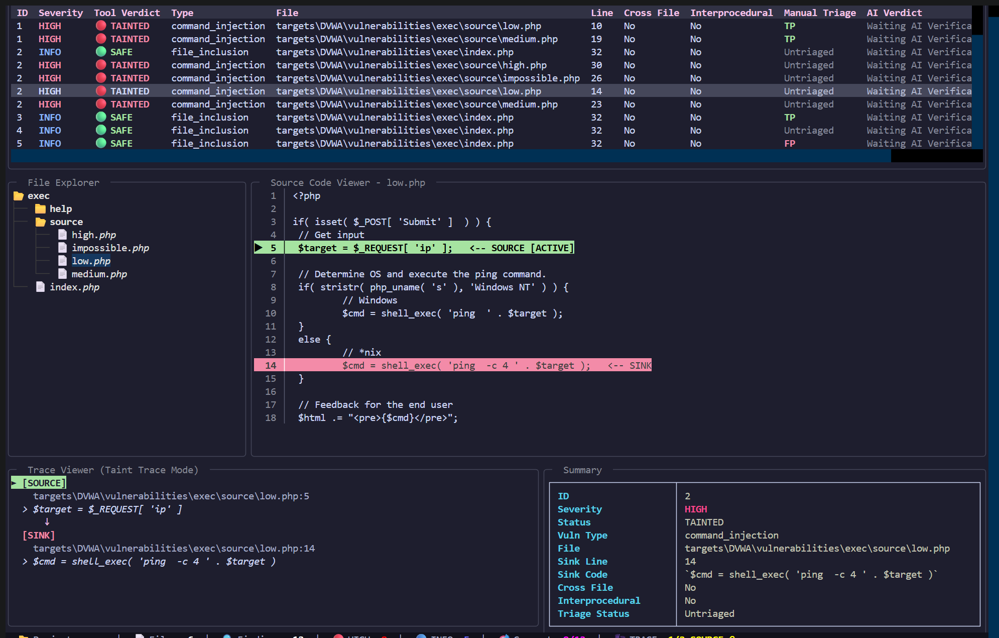 ID Severity Tool Verdict Type File Line Cross File Interprocedural Manual Triage AI Verdict
1 HIGH TAINTED command_injection targets\DVWA\vulnerabilities\exec\source\low.php 10 No No TP Waiting AI Verifica
1 HIGH TAINTED command_injection targets\DVWA\vulnerabilities\exec\source\medium.php 19 No No TP Waiting AI Verifica
2 INFO SAFE file_inclusion targets\DVWA\vulnerabilities\exec\index.php 32 No No Untriaged Waiting AI Verifica
2 HIGH TAINTED command_injection targets\DVWA\vulnerabilities\exec\source\high.php 30 No No Untriaged Waiting AI Verifica
2 HIGH TAINTED command_injection targets\DVWA\vulnerabilities\exec\source\impossible.php 26 No No Untriaged Waiting AI Verifica
2 HIGH TAINTED command_injection targets\DVWA\vulnerabilities\exec\source\low.php 14 No No Untriaged Waiting AI Verifica
2 HIGH TAINTED command_injection targets\DVWA\vulnerabilities\exec\source\medium.php 23 No No Untriaged Waiting AI Verifica
3 INFO SAFE file_inclusion targets\DVWA\vulnerabilities\exec\index.php 32 No No TP Waiting AI Verifica
4 INFO SAFE file_inclusion targets\DVWA\vulnerabilities\exec\index.php 32 No No Untriaged Waiting AI Verifica
5 INFO SAFE file_inclusion targets\DVWA\vulnerabilities\exec\index.php 32 No No FP Waiting AI Verifica
File Explorer
exec
help
source
high.php
impossible.php
low.php
medium.php
index.php
Source Code Viewer - low.php
1 <?php
2
3 if( isset( $_POST[ 'Submit' ]  ) ) {
4 // Get input
▶ 5 $target = $_REQUEST[ 'ip' ];   <-- SOURCE [ACTIVE]
6
7 // Determine OS and execute the ping command.
8 if( stristr( php_uname( 's' ), 'Windows NT' ) ) {
9 // Windows
10 $cmd = shell_exec( 'ping  ' . $target );
11 }
12 else {
13 // *nix
14 $cmd = shell_exec( 'ping  -c 4 ' . $target );   <-- SINK
15 }
16
17 // Feedback for the end user
18 $html .= "<pre>{$cmd}</pre>";
Trace Viewer (Taint Trace Mode)
► [SOURCE]
targets\DVWA\vulnerabilities\exec\source\low.php:5
> $target = $_REQUEST[ 'ip' ]
↓
[SINK]
targets\DVWA\vulnerabilities\exec\source\low.php:14
> $cmd = shell_exec( 'ping  -c 4 ' . $target )
Summary
ID 2
Severity HIGH
Status TAINTED
Vuln Type command_injection
File targets\DVWA\vulnerabilities\exec\source\low.php
Sink Line 14
Sink Code `$cmd = shell_exec( 'ping  -c 4 ' . $target )`
Cross File No
Interprocedural No
Triage Status Untriaged